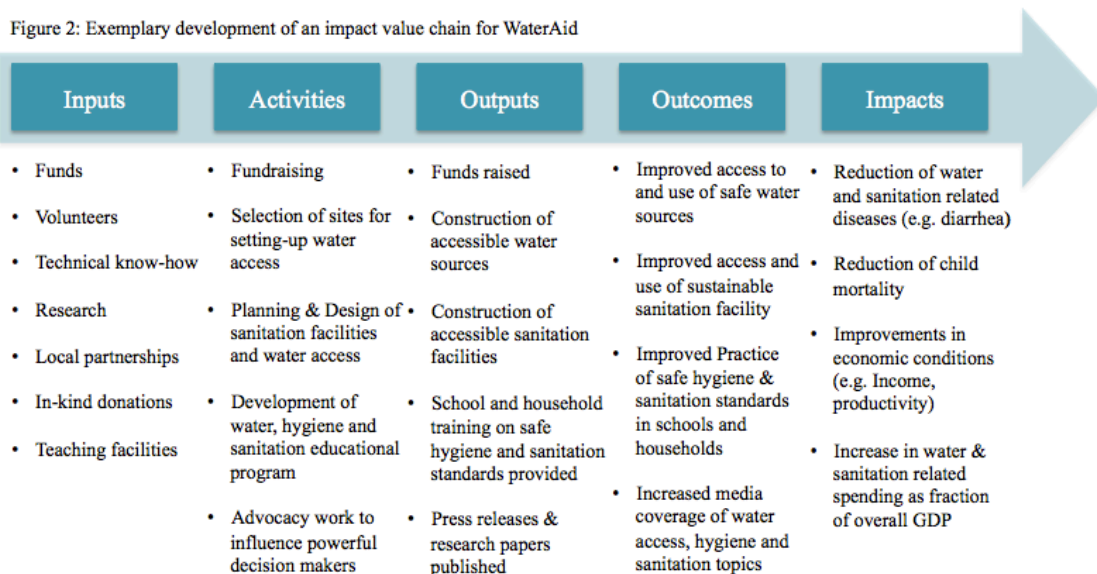 Figure 2: Exemplary development of an impact value chain for WaterAid
Inputs
Activities
Outputs
Outcomes
Impacts
• Funds
• Volunteers
• Technical know-how
• Research
• Local partnerships
• In-kind donations
• Teaching facilities
• Fundraising
• Selection of sites for
setting-up water
access
• Planning & Design of
sanitation facilities
and water access
• Development of
water, hygiene and
sanitation educational
program
• Advocacy work to
influence powerful
decision makers
• Funds raised
• Construction of
accessible water
sources
• Construction of
accessible sanitation
facilities
• School and household
training on safe
hygiene and sanitation
standards provided
• Press releases &
research papers
published
• Improved access to
and use of safe water
sources
• Improved access and
use of sustainable
sanitation facility
• Improved Practice
of safe hygiene &
sanitation standards
in schools and
households
• Increased media
coverage of water
access, hygiene and
sanitation topics
• Reduction of water
and sanitation related
diseases (e.g. diarrhea)
• Reduction of child
mortality
• Improvements in
economic conditions
(e.g. Income,
productivity)
• Increase in water &
sanitation related
spending as fraction
of overall GDP